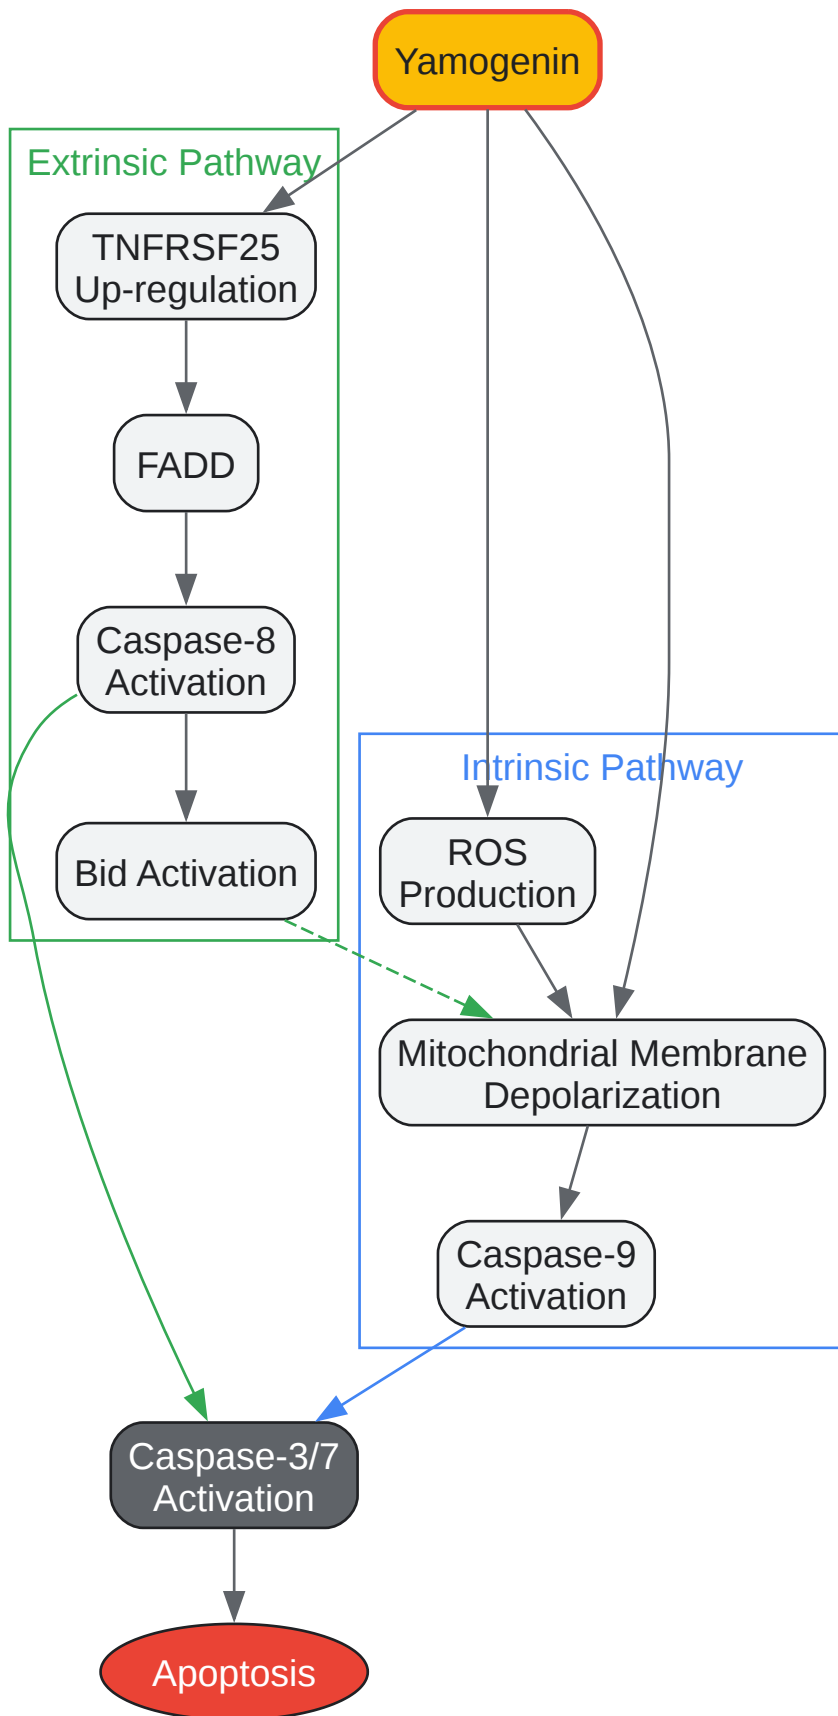 Yamogenin
Extrinsic Pathway
TNFRSF25
Up-regulation
FADD
Caspase-8
Activation
Bid Activation
Intrinsic Pathway
ROS
Production
Mitochondrial Membrane
Depolarization
Caspase-9
Activation
Caspase-3/7
Activation
Apoptosis